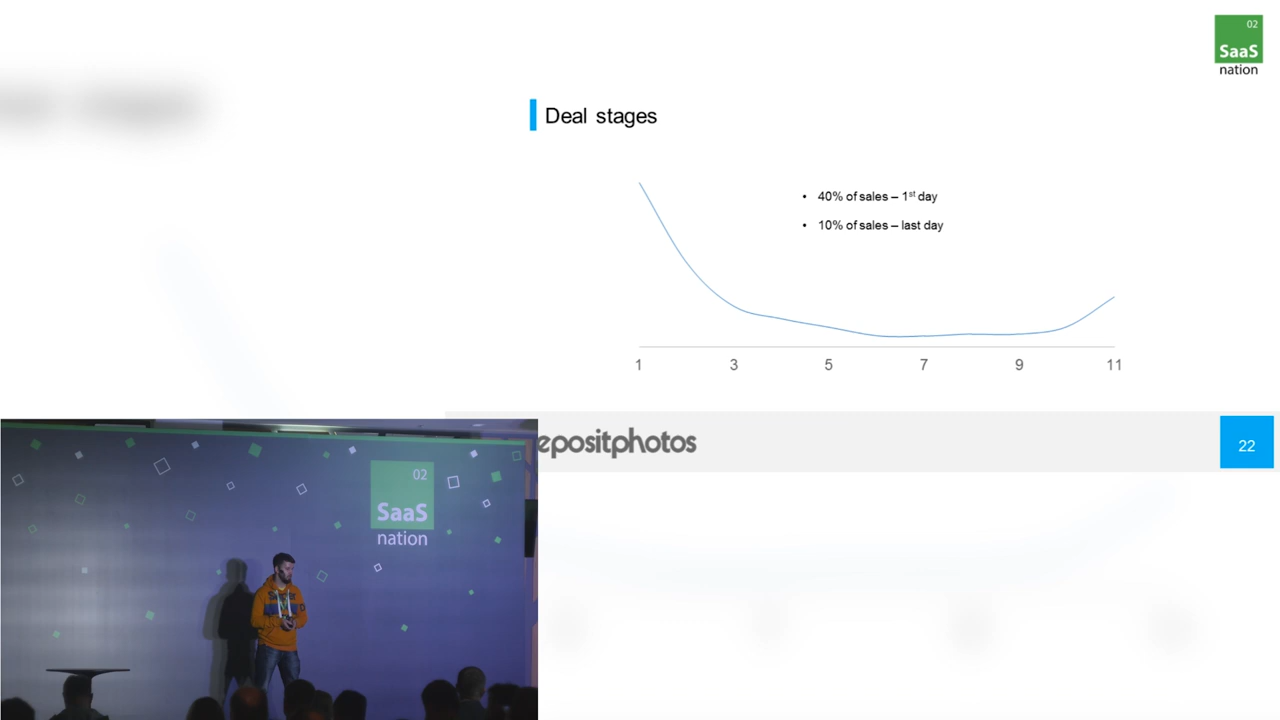 02
SaaS
nation
Deal stages
• 40% of sales – 1st day
• 10% of sales – last day
1 3 5 7 9 11
epositphotos
22
02
SaaS
nation